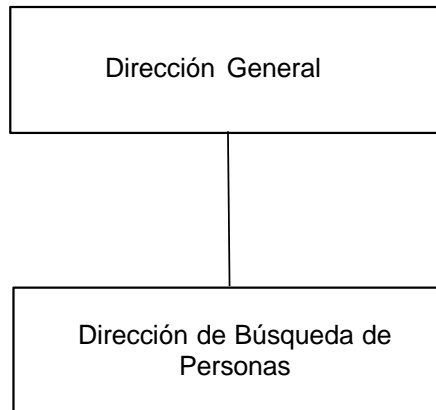 Dirección General
Dirección de Búsqueda de
Personas